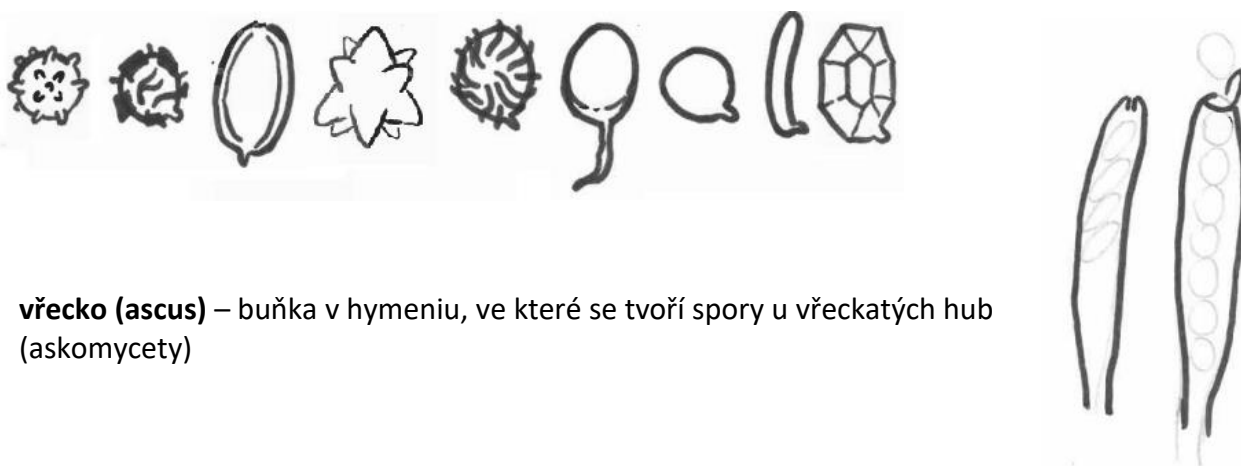 vřecko (ascus) – buňka v hymeniu, ve které se tvoří spory u vřeckatých hub
(askomycety)